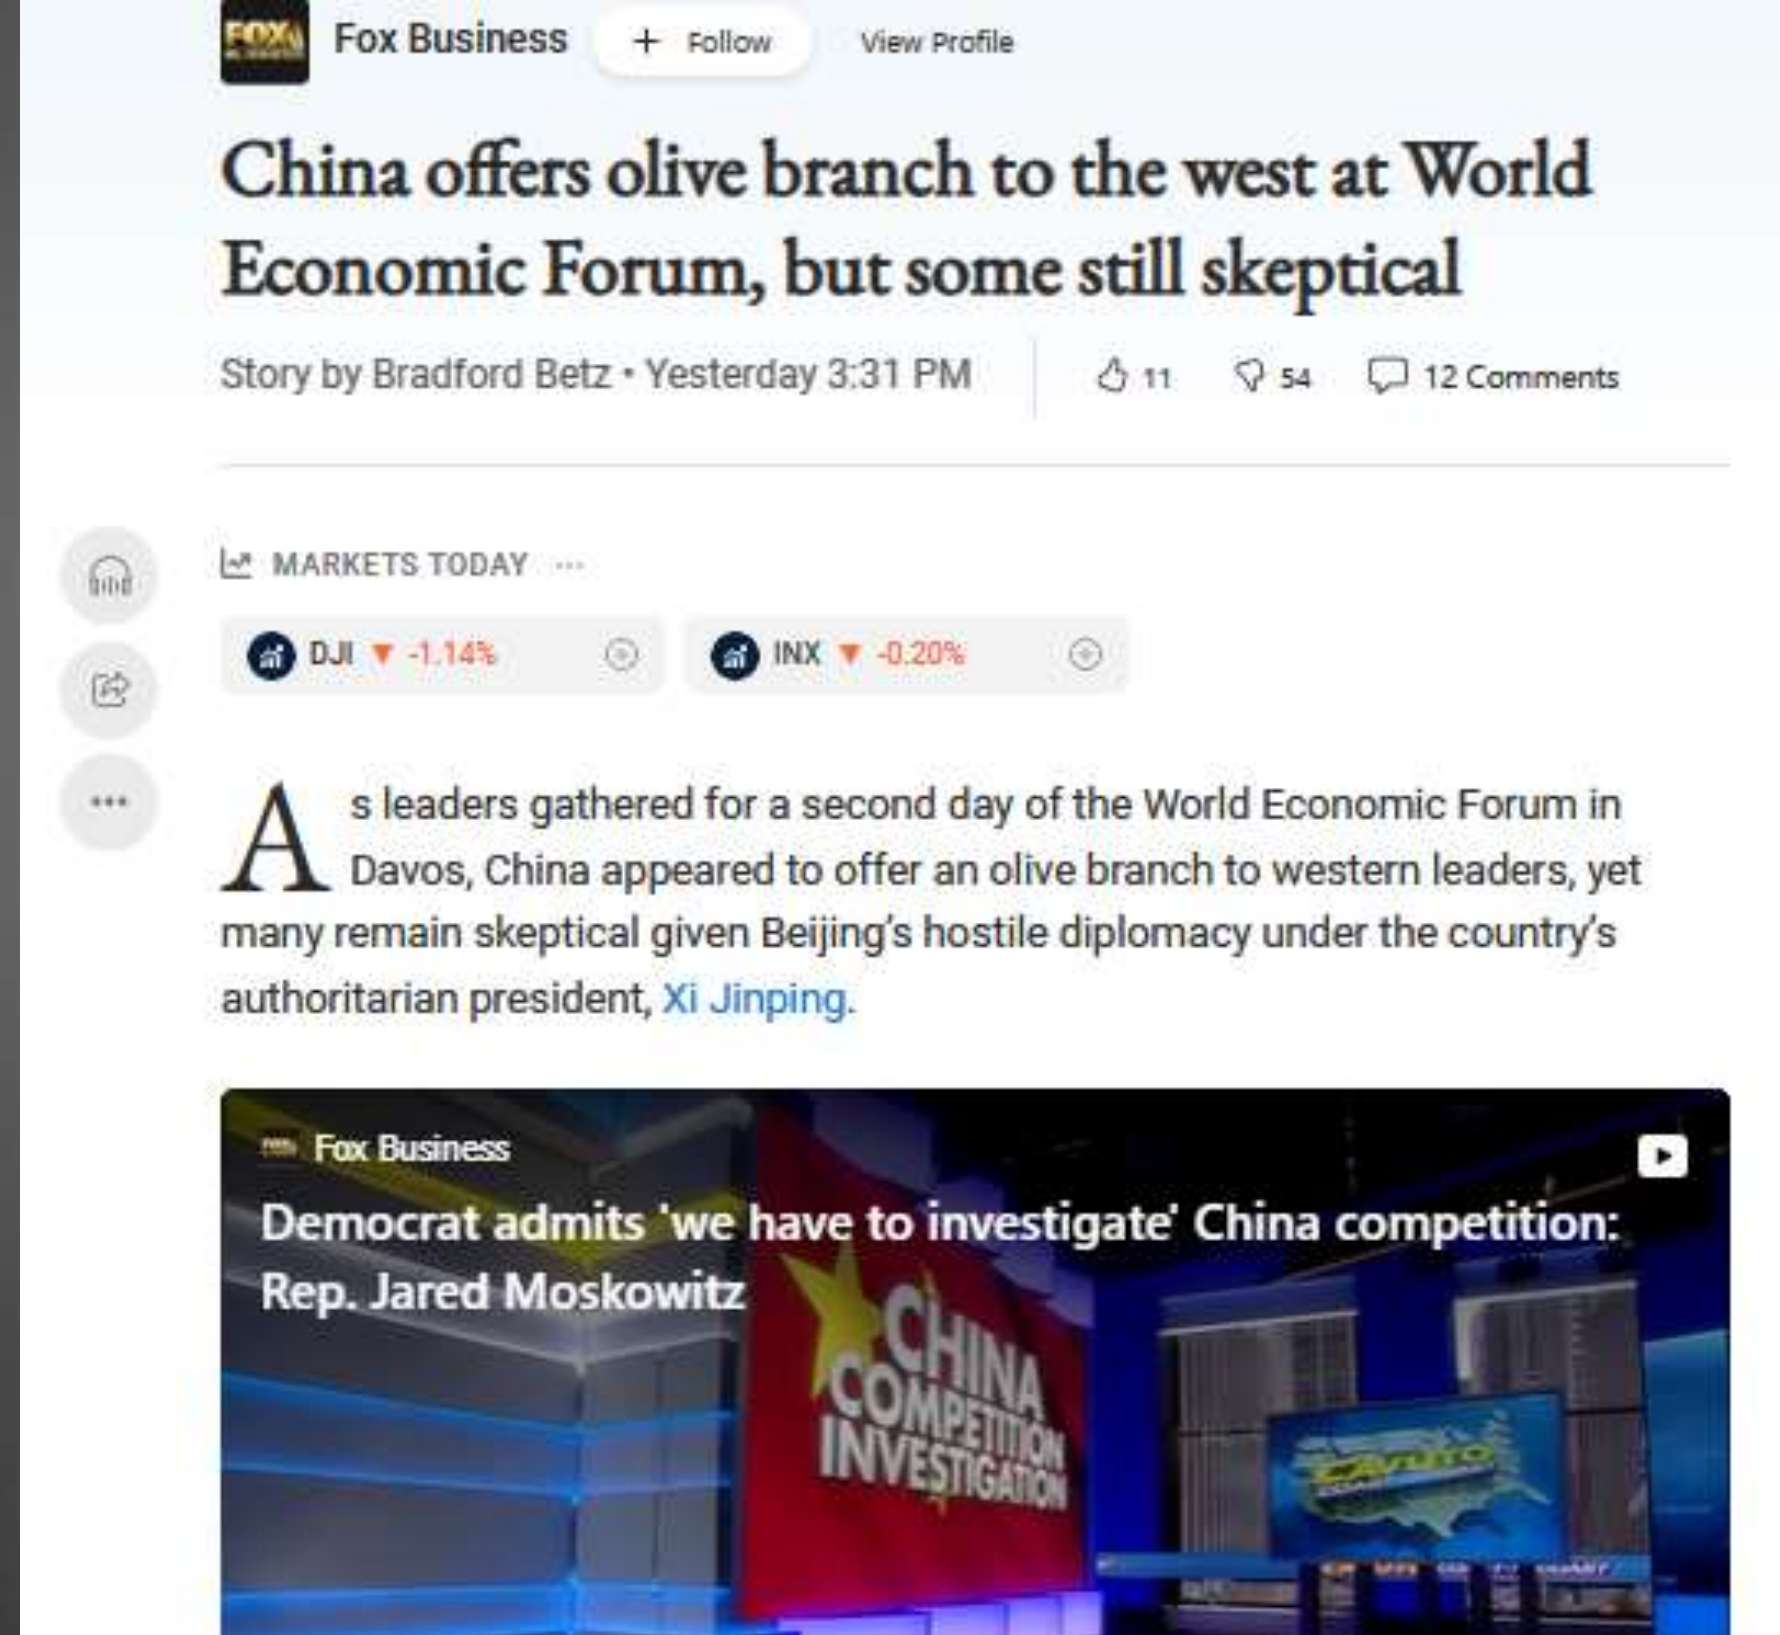 FOX
Fox Business
+ Follow
View Profile
China offers olive branch to the west at World
Economic Forum, but some still skeptical
Story by Bradford Betz • Yesterday 3:31 PM
11
54
12 Comments
MARKETS TODAY ...
DJI ▼ -1.14%
INX ▼ -0.20%
As leaders gathered for a second day of the World Economic Forum in
Davos, China appeared to offer an olive branch to western leaders, yet
many remain skeptical given Beijing’s hostile diplomacy under the country’s
authoritarian president, Xi Jinping.
Fox Business
Democrat admits 'we have to investigate' China competition:
Rep. Jared Moskowitz
CHINA
COMPETITION
INVESTIGATION
CAVUTO